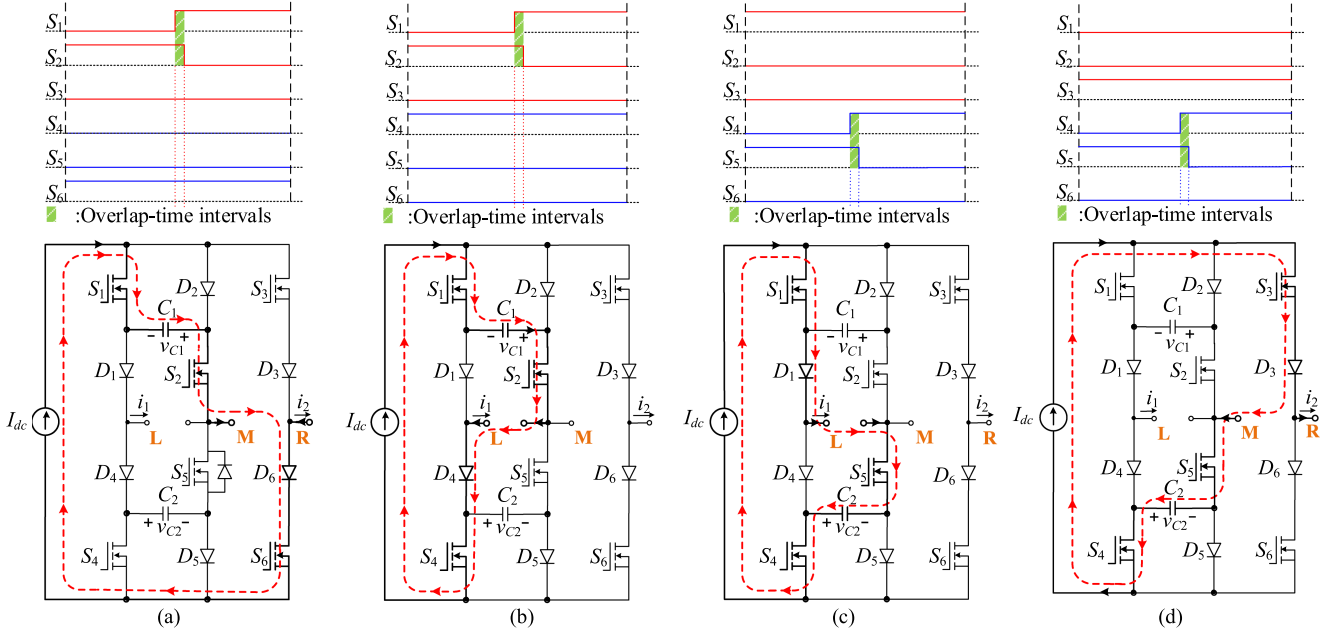 S1 S1 S1 S1
S2 S2 S2 S2
S3 S3 S3 S3
S4 S4 S4 S4
S5 S5 S5 S5
S6 S6 S6 S6
:Overlap-time intervals :Overlap-time intervals :Overlap-time intervals :Overlap-time intervals
S1 D2 S3 S1 D2 S3 S1 D2 S3 S1 D2 S3
C1 C1 C1 C1
- + - + - + - +
vC1 vC1 vC1 vC1
D1 S2 D3 D1 S2 D3 D1 S2 D3 D1 S2 D3
Idc i1 i2 Idc i1 i2 Idc i1 i2 Idc i1 i2
L M R L M L M R L M R
D4 S5 D6 D4 S5 D6 D4 S5 D6 D4 S5 D6
C2 C2 C2 C2
+ - + - + - + -
vC2 vC2 vC2 vC2
S4 D5 S6 S4 D5 S6 S4 D5 S6 S4 D5 S6
(a) (b) (c) (d)